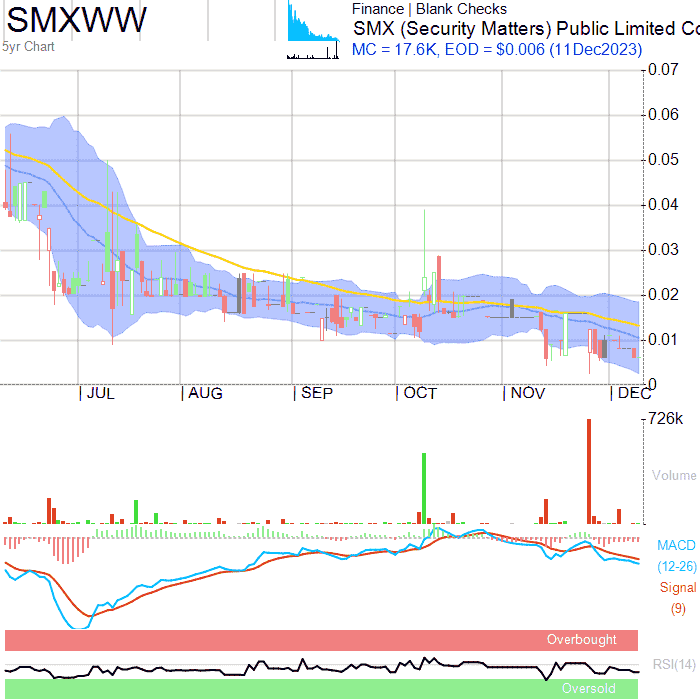 SMXWW
5yr Chart
Finance | Blank Checks
SMX (Security Matters) Public Limited Co
MC = 17.6K, EOD = $0.006 (11Dec2023)
0.07
0.06
0.05
0.04
0.03
0.02
0.01
0
JUL
AUG
SEP
OCT
NOV
DEC
726k
Volume
MACD
(12-26)
Signal
(9)
Overbought
RSI(14)
Oversold